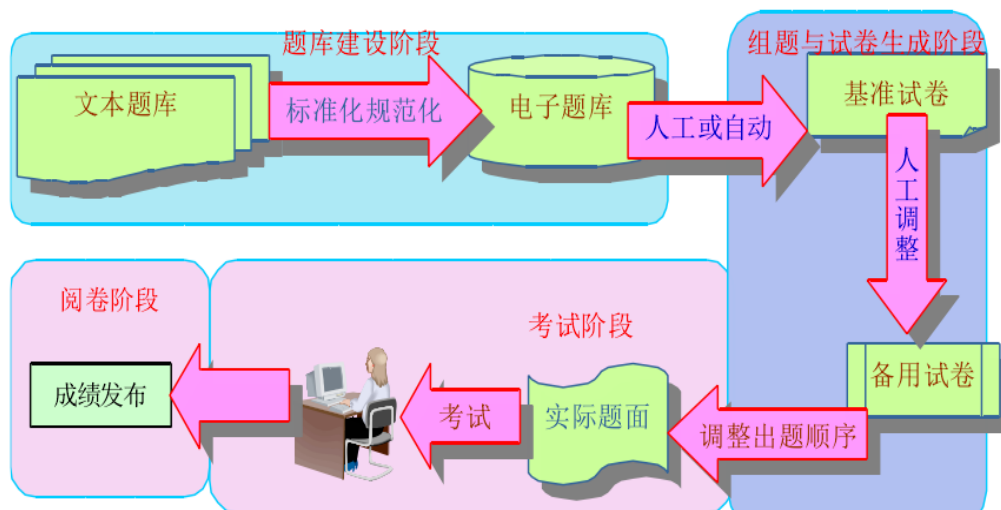 题库建设阶段
组题与试卷生成阶段
文本题库
标准化规范化
电子题库
人工或自动
基准试卷
人工调整
阅卷阶段
考试阶段
成绩发布
考试
实际题面
调整出题顺序
备用试卷